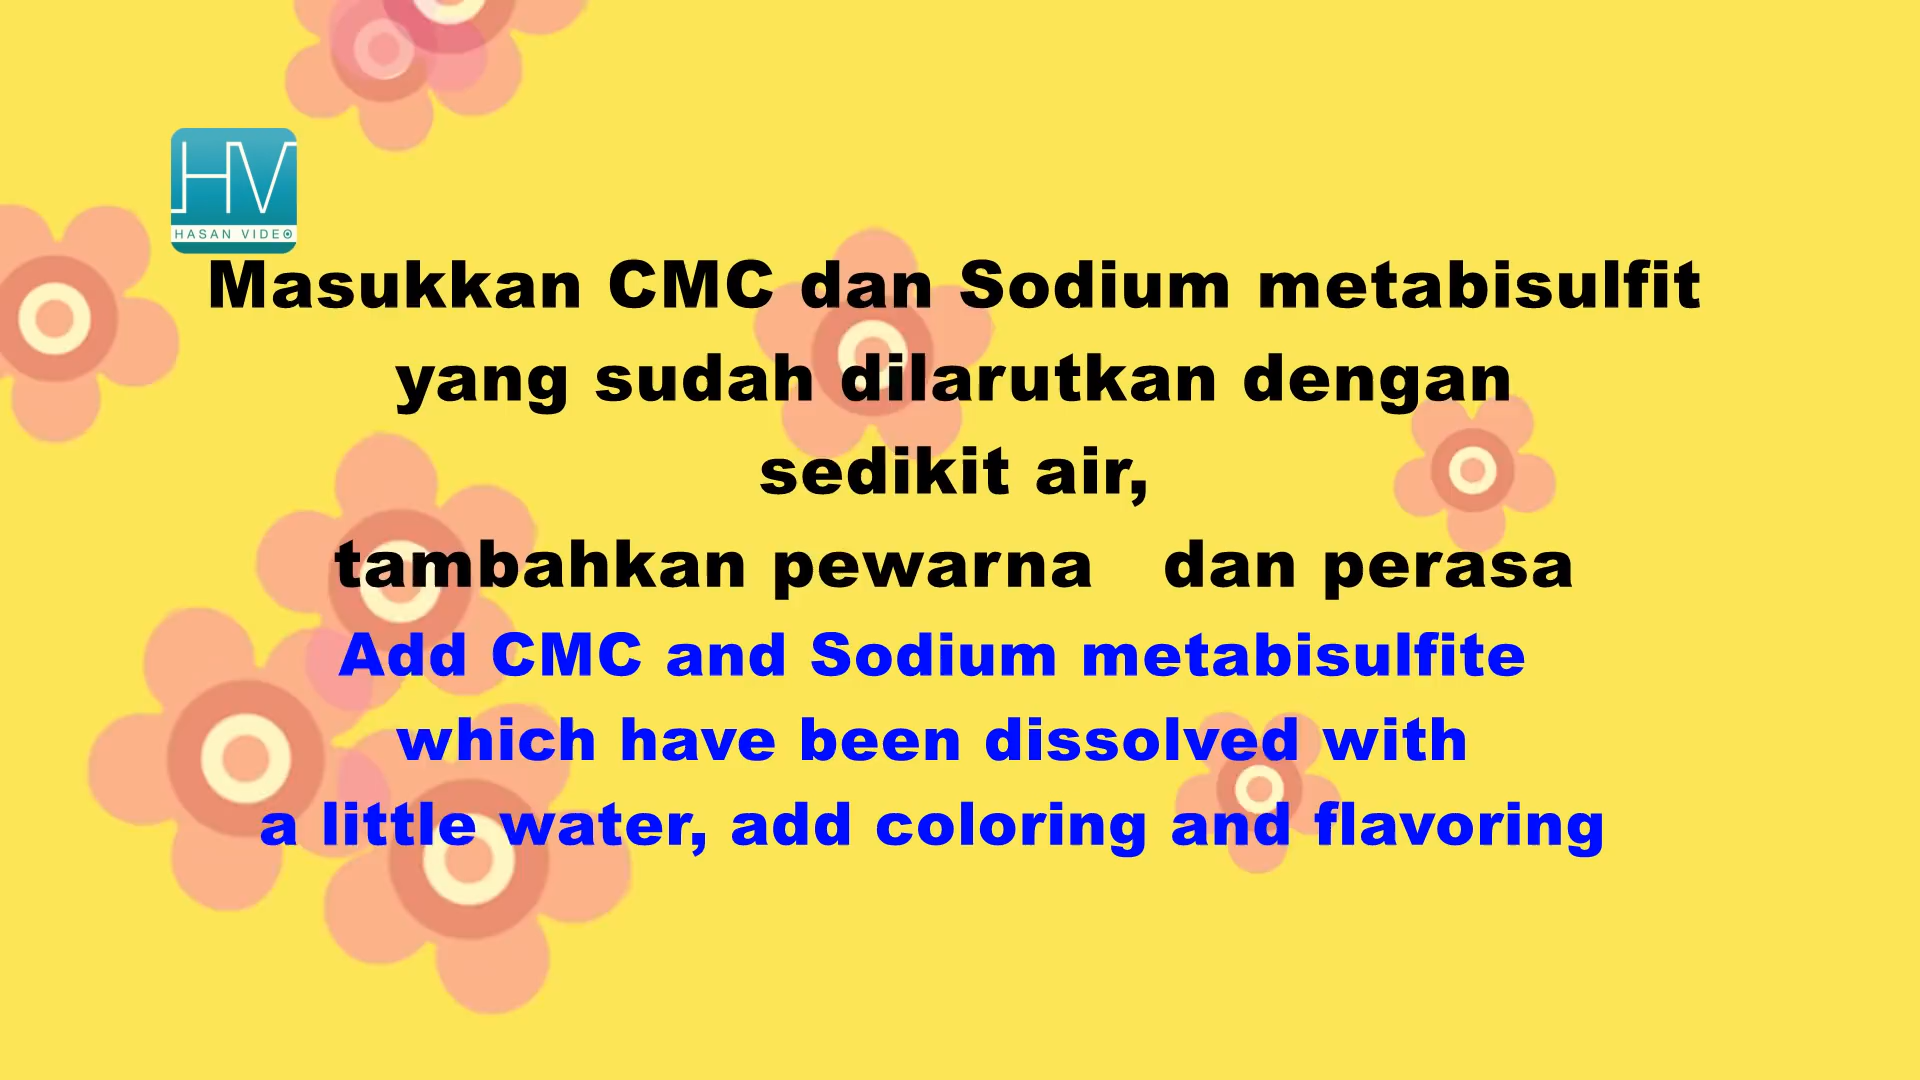 HV
HASAN VIDEO
Masukkan CMC dan Sodium metabisulfit
yang sudah dilarutkan dengan
sedikit air,
tambahkan pewarna dan perasa
Add CMC and Sodium metabisulfite
which have been dissolved with
a little water, add coloring and flavoring